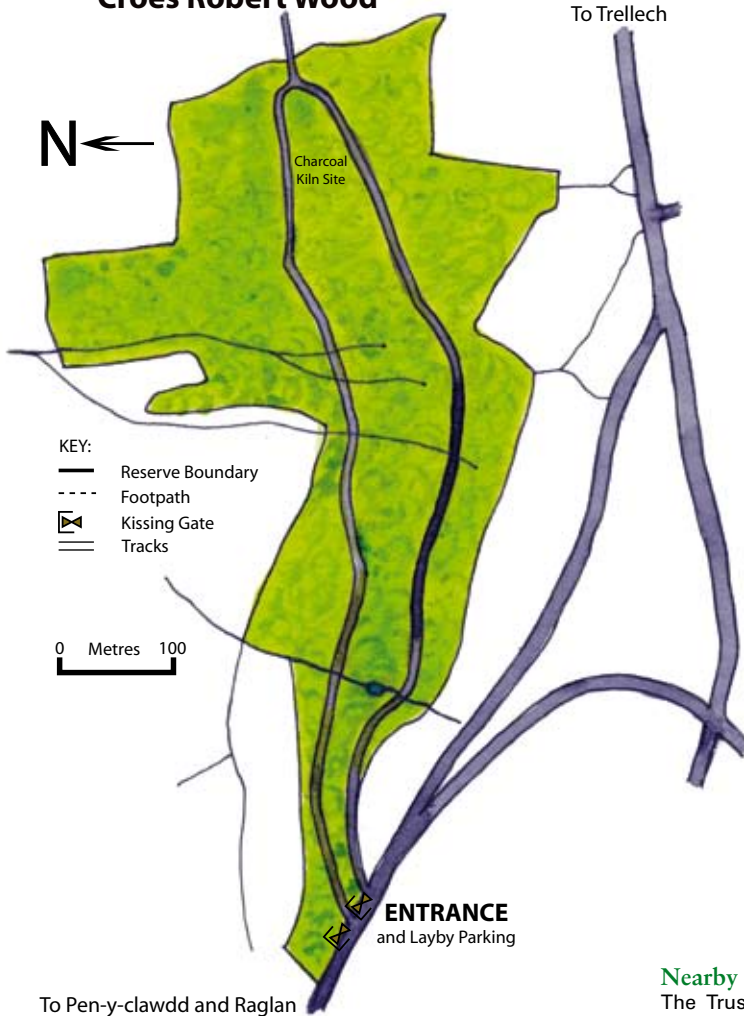 Croes Robert Wood
To Trellech
N
Charcoal
Kiln Site
KEY:
Reserve Boundary
Footpath
Kissing Gate
Tracks
0 Metres 100
ENTRANCE
and Layby Parking
To Pen-y-clawdd and Raglan
Nearby
The Trus